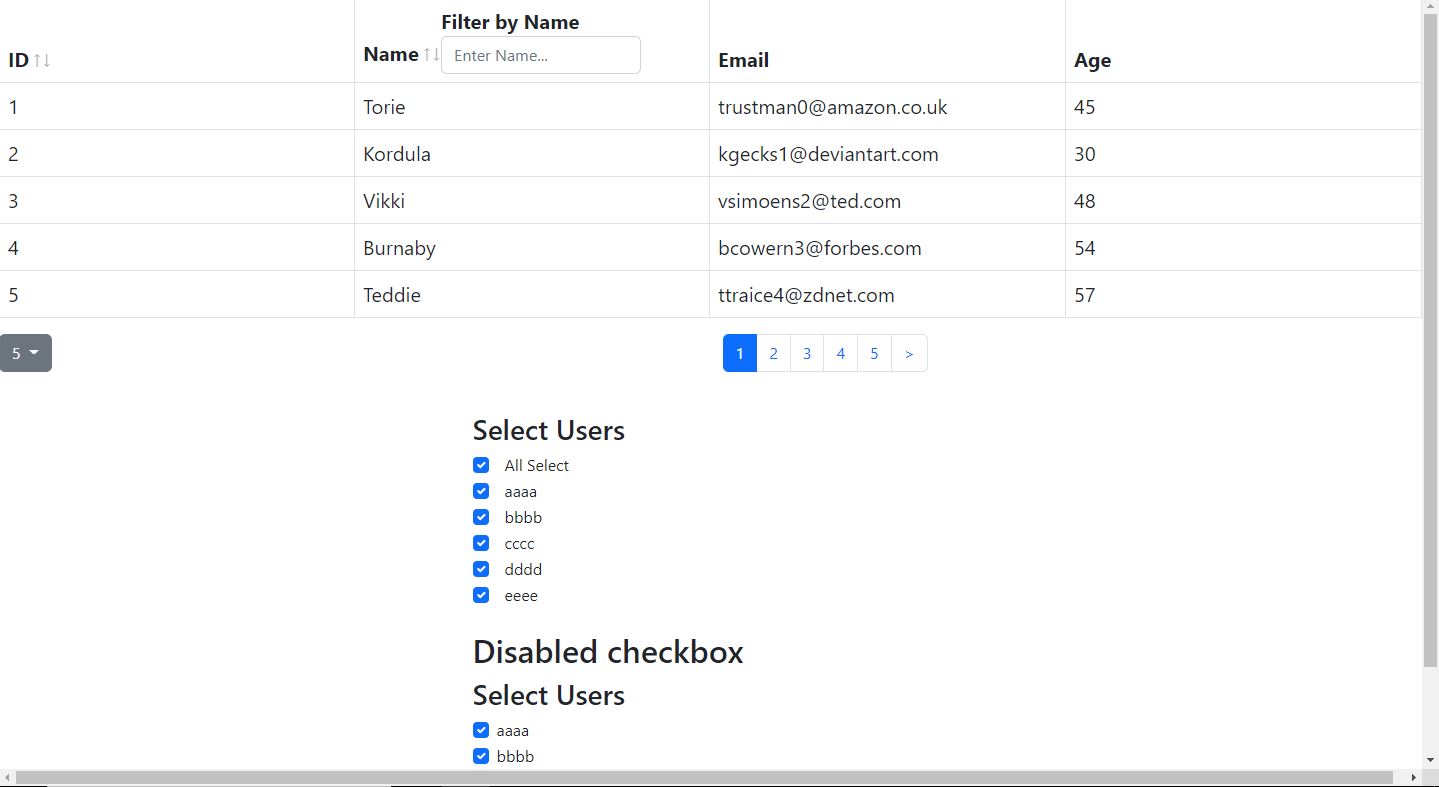 Filter by Name
ID ↑↓ Name ↑↓ Enter Name... Email Age
1 Torie trustman0@amazon.co.uk 45
2 Kordula kgecks1@deviantart.com 30
3 Vikki vsimoens2@ted.com 48
4 Burnaby bcowern3@forbes.com 54
5 Teddie ttraice4@zdnet.com 57
5 1 2 3 4 5 >
Select Users
All Select
aaaa
bbbb
cccc
dddd
eeee
Disabled checkbox
Select Users
aaaa
bbbb